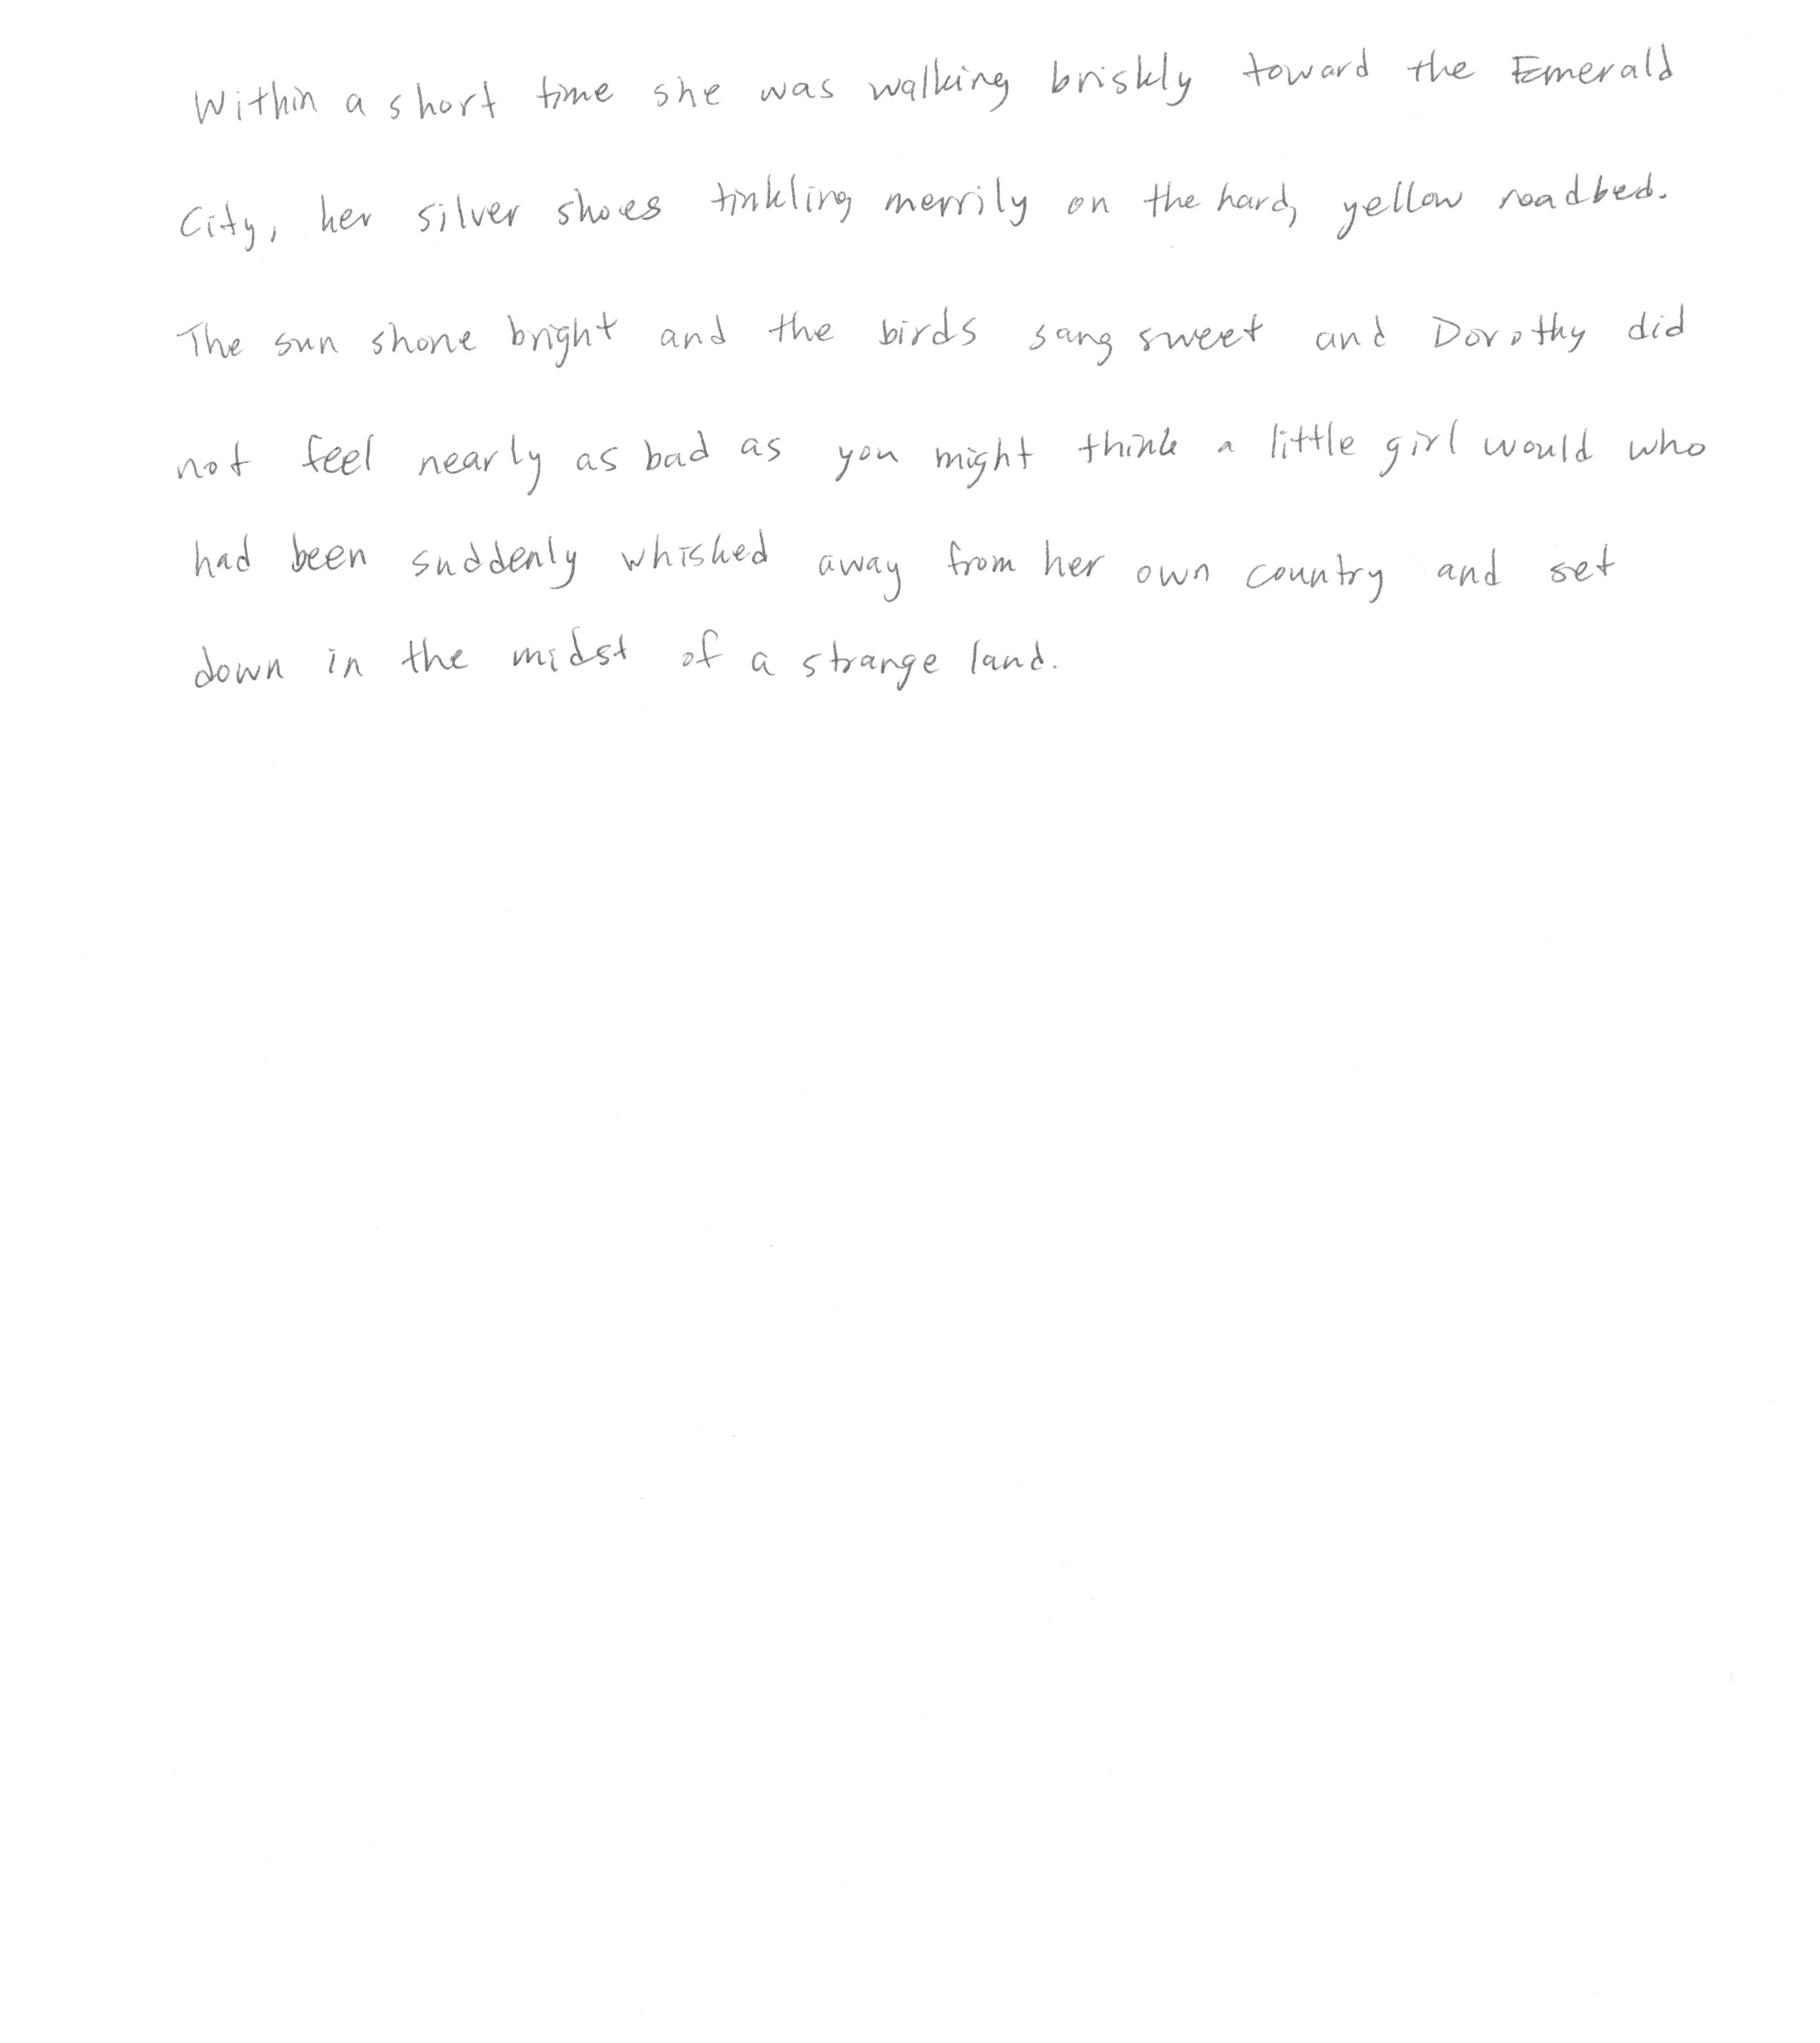 Within a short time she was walking briskly toward the Emerald
City, her silver shoes tinkling merrily on the hard, yellow roadbed.
The sun shone bright and the birds sang sweet and Dorothy did
not feel nearly as bad as you might think a little girl would who
had been suddenly whisked away from her own country and set
down in the midst of a strange land.